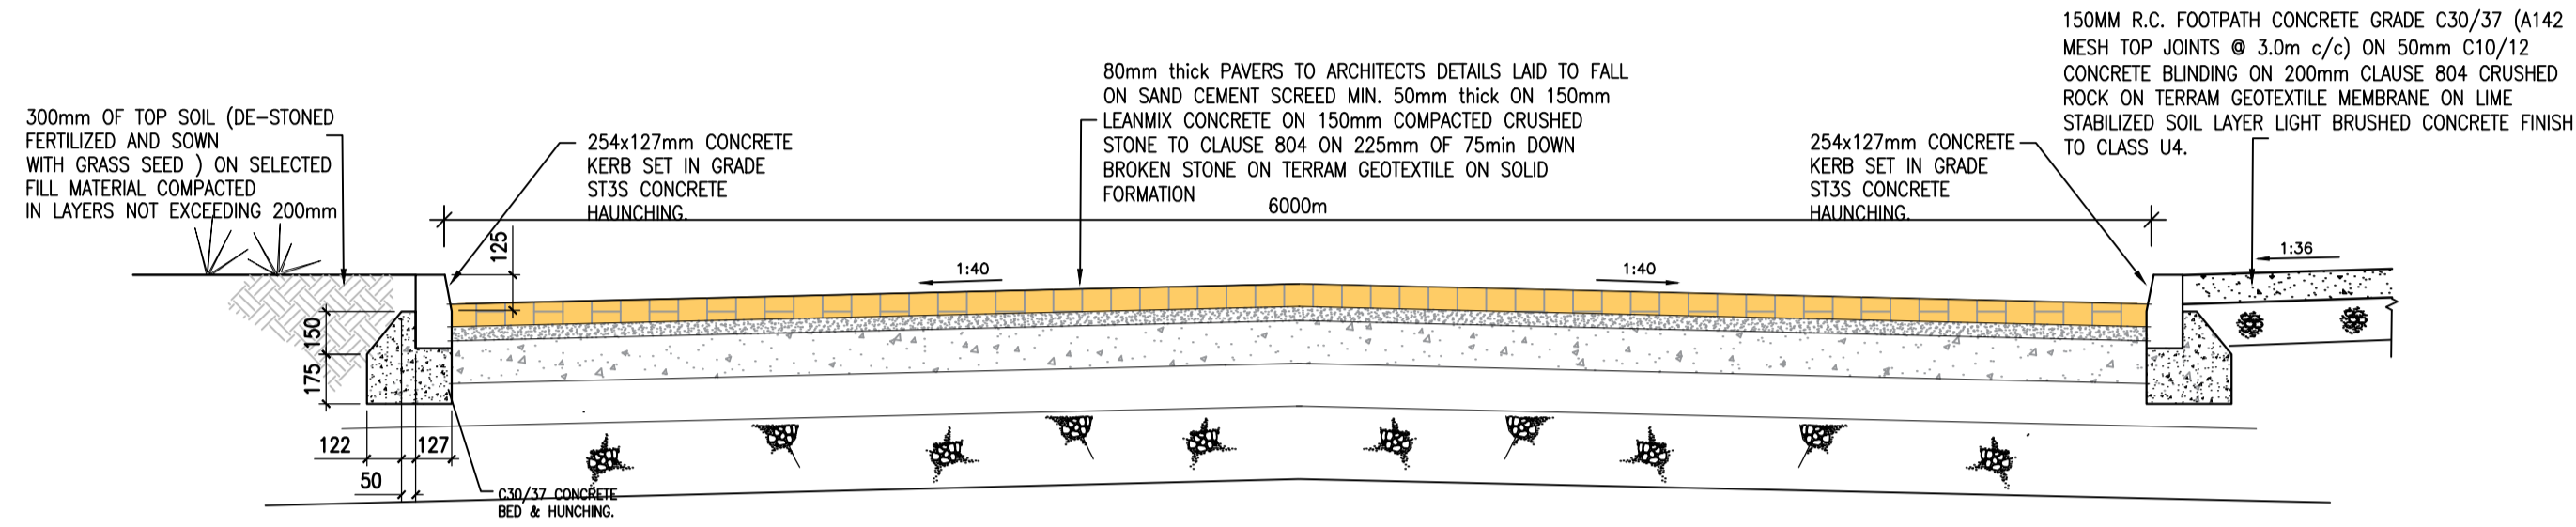 300mm OF TOP SOIL (DE-STONED
FERTILIZED AND SOWN
WITH GRASS SEED ) ON SELECTED
FILL MATERIAL COMPACTED
IN LAYERS NOT EXCEEDING 200mm
254x127mm CONCRETE
KERB SET IN GRADE
ST3S CONCRETE
HAUNCHING.
80mm thick PAVERS TO ARCHITECTS DETAILS LAID TO FALL
ON SAND CEMENT SCREED MIN. 50mm thick ON 150mm
LEANMIX CONCRETE ON 150mm COMPACTED CRUSHED
STONE TO CLAUSE 804 ON 225mm OF 75min DOWN
BROKEN STONE ON TERRAM GEOTEXTILE ON SOLID
FORMATION
6000m
254x127mm CONCRETE
KERB SET IN GRADE
ST3S CONCRETE
HAUNCHING.
150MM R.C. FOOTPATH CONCRETE GRADE C30/37 (A142
MESH TOP JOINTS @ 3.0m c/c) ON 50mm C10/12
CONCRETE BLINDING ON 200mm CLAUSE 804 CRUSHED
ROCK ON TERRAM GEOTEXTILE MEMBRANE ON LIME
STABILIZED SOIL LAYER LIGHT BRUSHED CONCRETE FINISH
TO CLASS U4.
125
1:40
1:40
1:36
150
175
122
127
50
C30/37 CONCRETE
BED & HUNCHING.